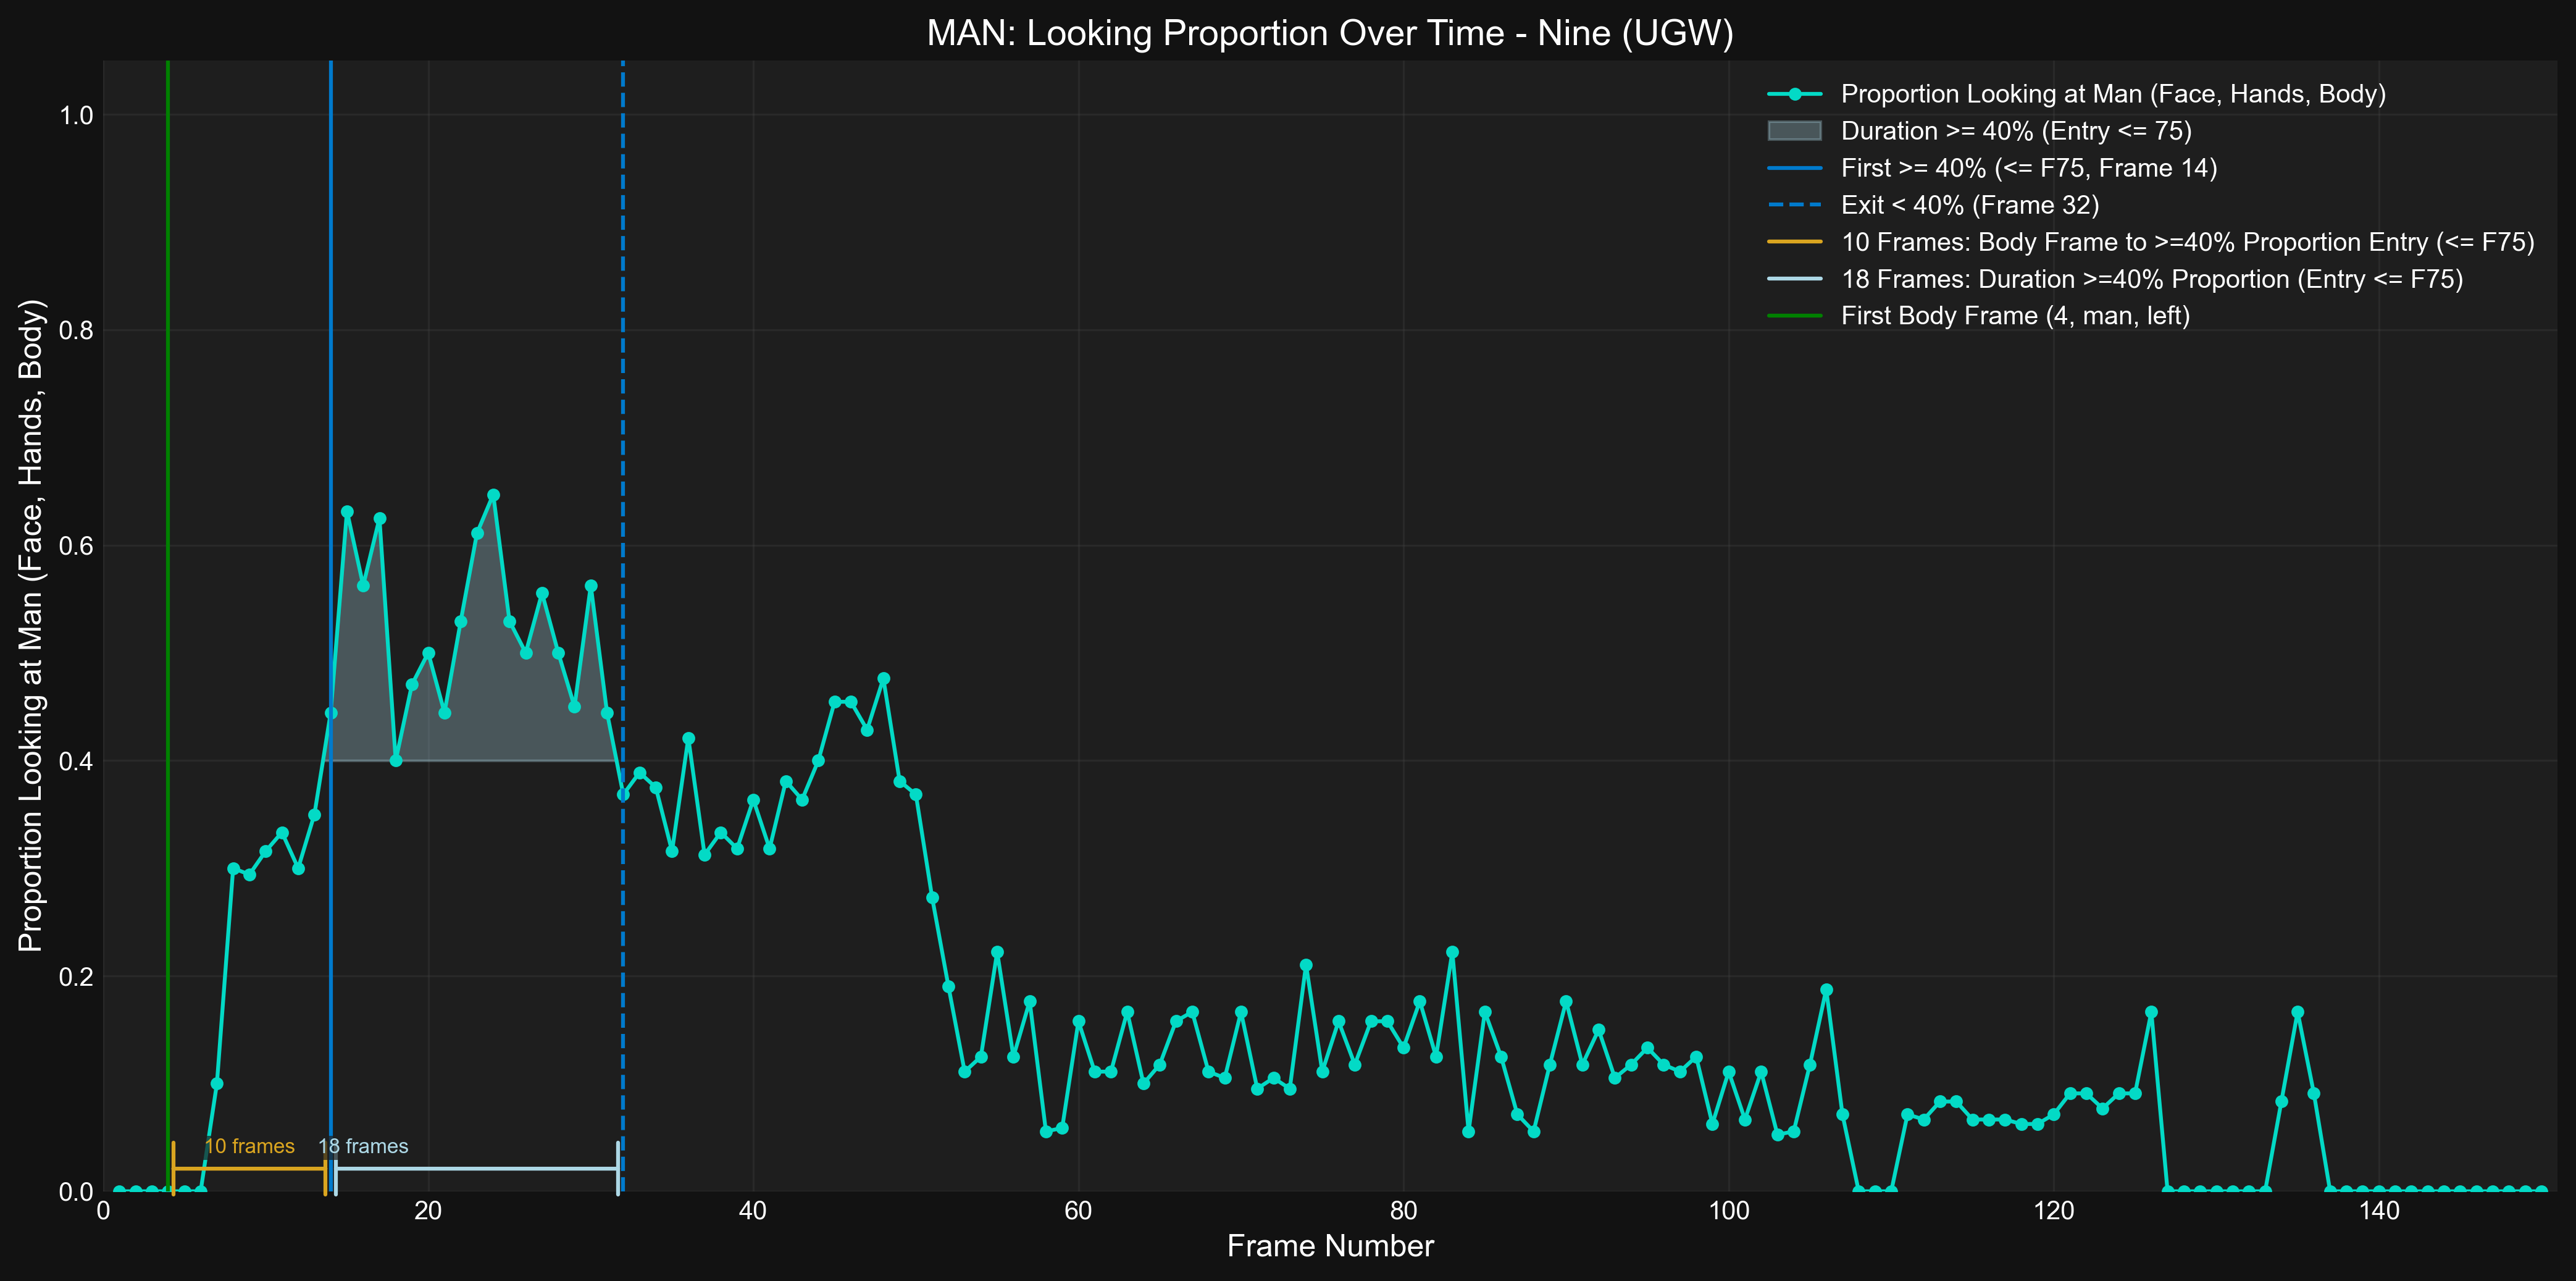 MAN: Looking Proportion Over Time - Nine (UGW)
Proportion Looking at Man (Face, Hands, Body)
1.0
0.8
0.6
0.4
0.2
0.0
Proportion Looking at Man (Face, Hands, Body)
Duration >= 40% (Entry <= 75)
First >= 40% (<= F75, Frame 14)
Exit < 40% (Frame 32)
10 Frames: Body Frame to >=40% Proportion Entry (<= F75)
18 Frames: Duration >=40% Proportion (Entry <= F75)
First Body Frame (4, man, left)
10 frames 18 frames
0 20 40 60 80 100 120 140
Frame Number